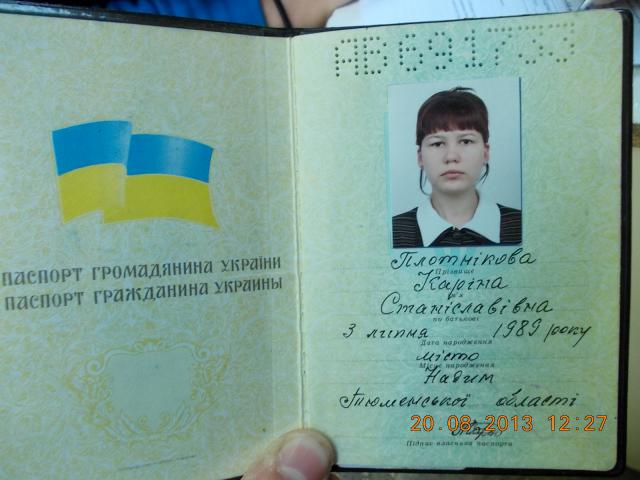 ПАСПОРТ ГРОМАДЯНИНА УКРАЇНИ
ПАСПОРТ ГРАЖДАНИНА УКРАИНЫ
АВ 691733
Плотнікова
Прізвище
Каріна
Ім'я
Станіславівна
по батькові
3 липня 1989 року
Дата народження
місто
Місце народження
Надим
Тюменської області
20.08.2013 12:27
Підпис власника паспорта